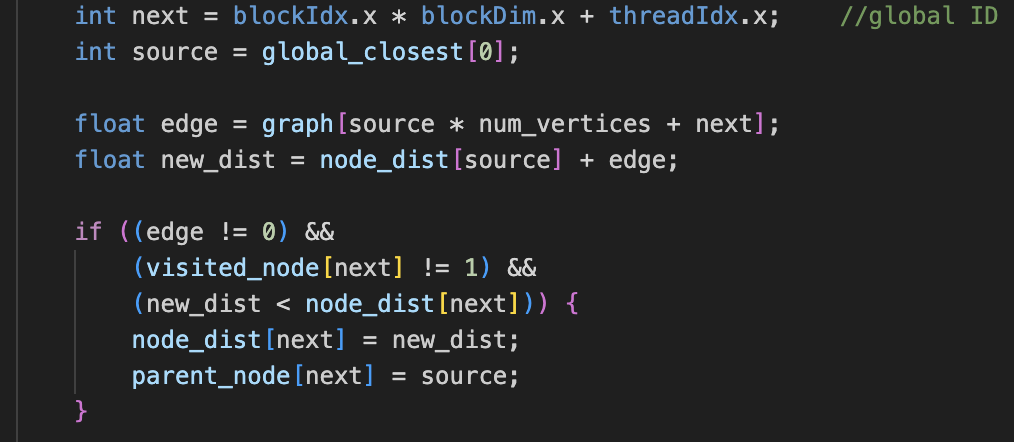 int next = blockIdx.x * blockDim.x + threadIdx.x;    //global ID
int source = global_closest[0];
float edge = graph[source * num_vertices + next];
float new_dist = node_dist[source] + edge;
if ((edge != 0) &&
    (visited_node[next] != 1) &&
    (new_dist < node_dist[next])) {
    node_dist[next] = new_dist;
    parent_node[next] = source;
}